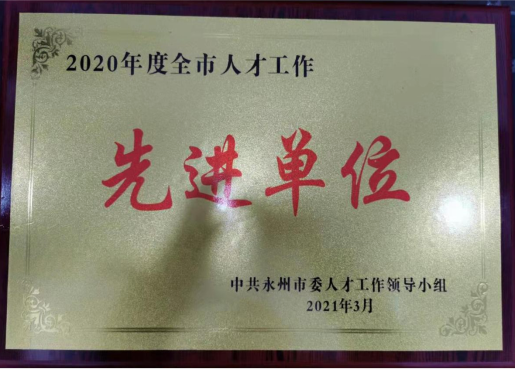 2020年度全市人才工作
先进单位
中共永州市委人才工作领导小组
2021年3月